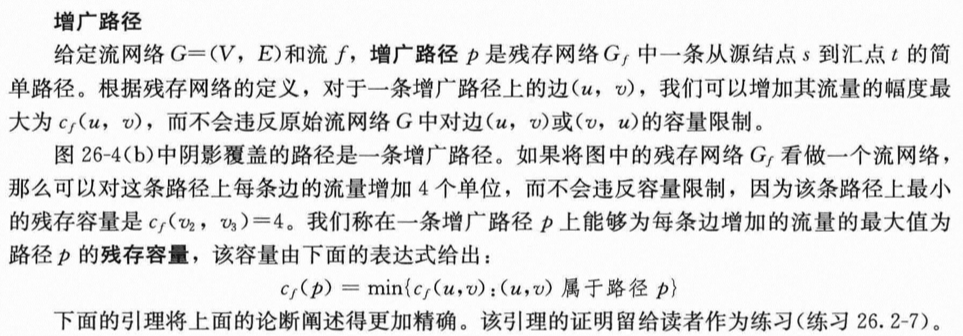 增广路径
给定流网络 G=(V, E)和流 f，增广路径 p 是残存网络 G_f 中一条从源结点 s 到汇点 t 的简
单路径。根据残存网络的定义，对于一条增广路径上的边(u, v)，我们可以增加其流量的幅度最
大为 c_f(u, v)，而不会违反原始流网络 G 中对边(u, v)或(v, u)的容量限制。
图 26-4(b)中阴影覆盖的路径是一条增广路径。如果将图中的残存网络 G_f 看做一个流网络，
那么可以对这条路径上每条边的流量增加 4 个单位，而不会违反容量限制，因为该条路径上最小
的残存容量是 c_f(v₂, v₃)=4。我们称在一条增广路径 p 上能够为每条边增加的流量的最大值为
路径 p 的残存容量，该容量由下面的表达式给出：
c_f(p) = min{c_f(u,v):(u,v) 属于路径 p}
下面的引理将上面的论断阐述得更加精确。该引理的证明留给读者作为练习(练习 26.2-7)。